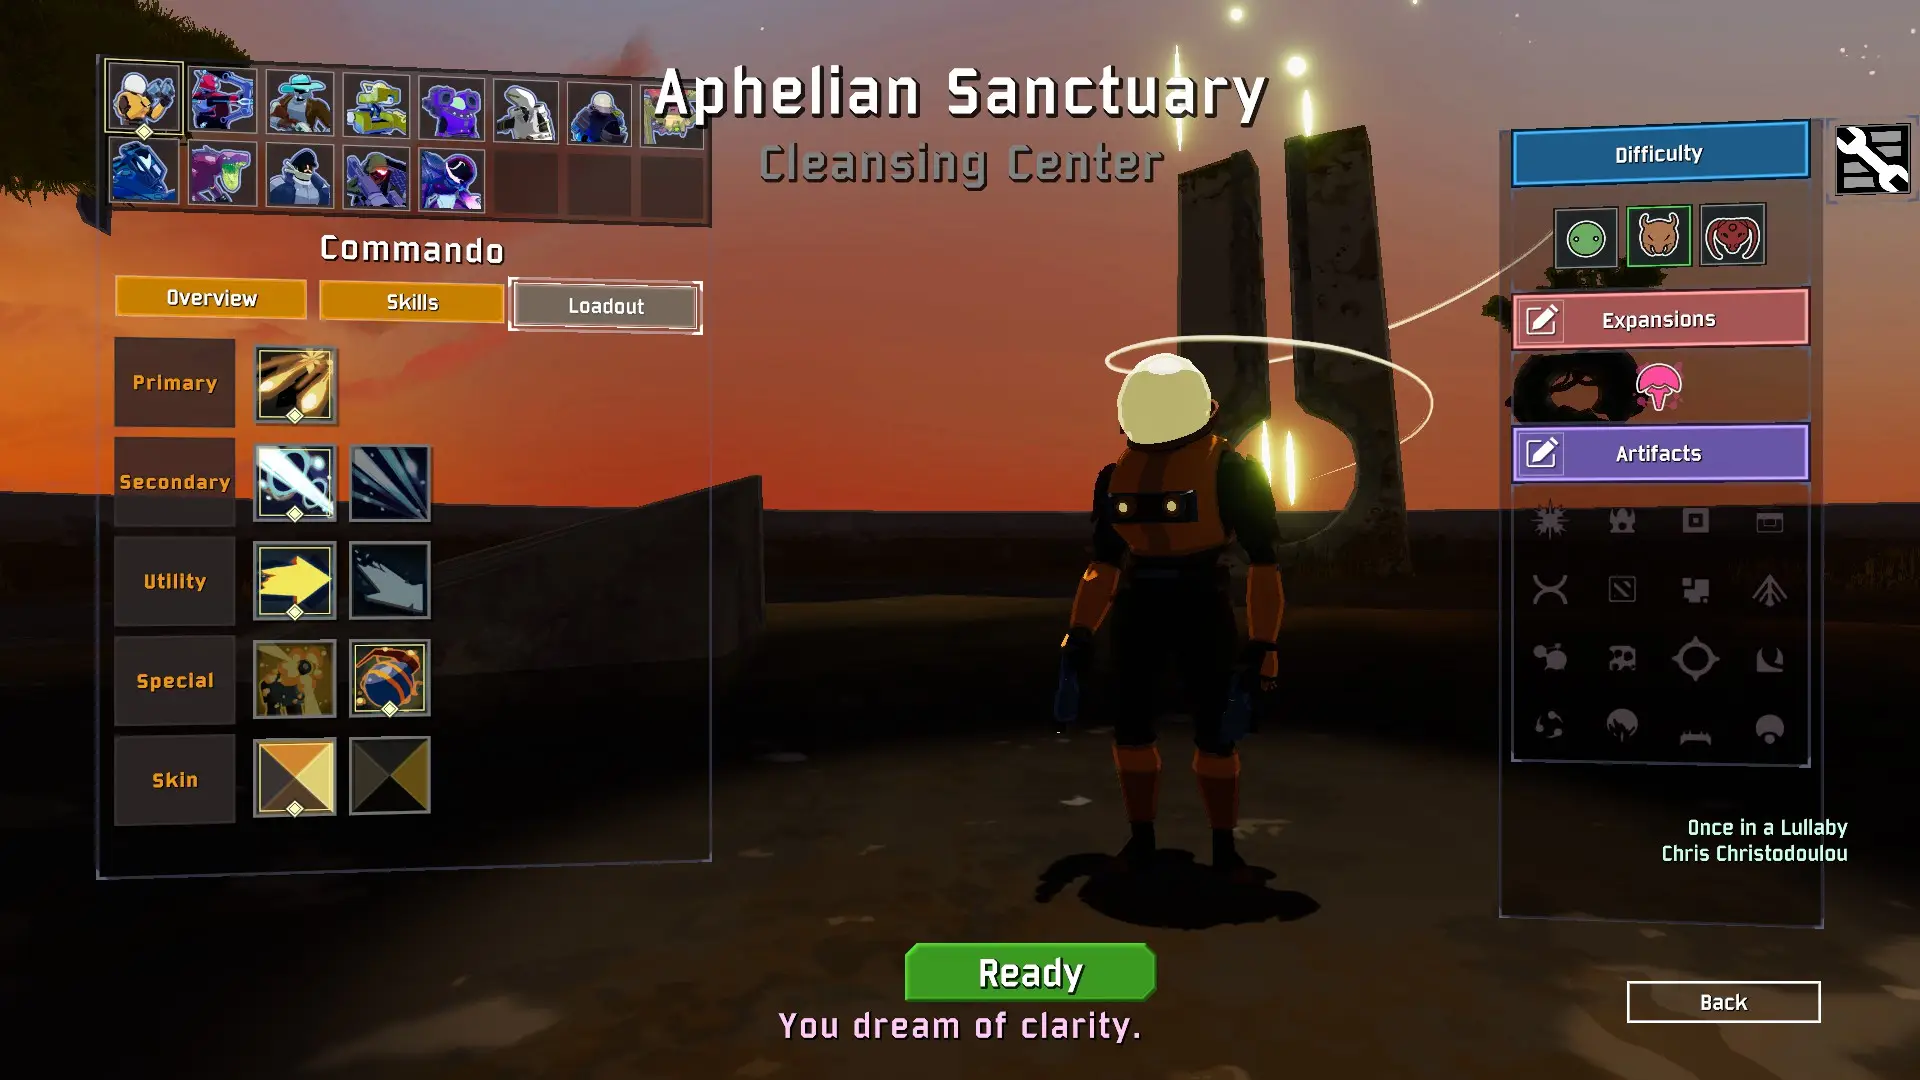 Aphelian Sanctuary
Cleansing Center
Commando
Overview
Skills
Loadout
Primary
Secondary
Utility
Special
Skin
Difficulty
Expansions
Artifacts
Once in a Lullaby
Chris Christodoulou
Ready
You dream of clarity.
Back